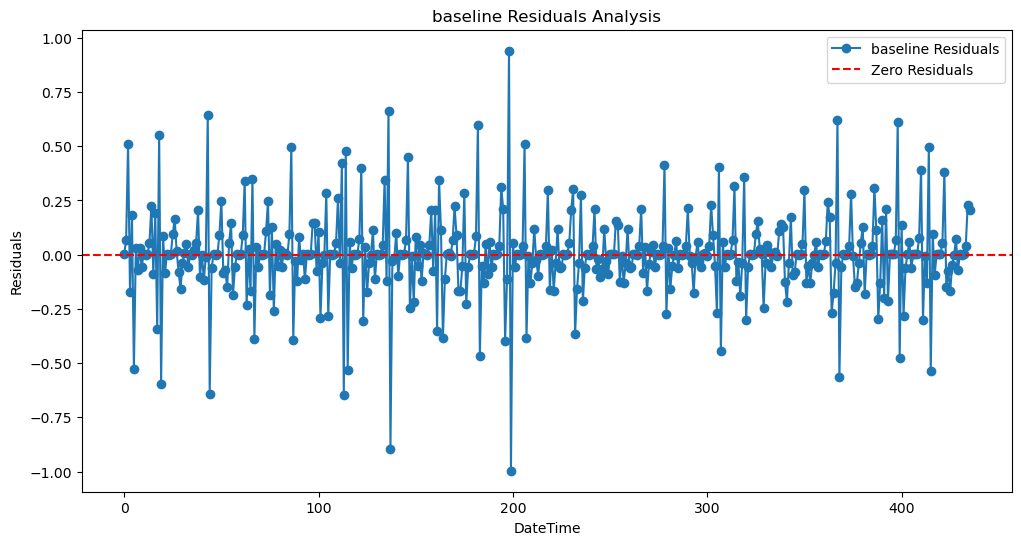 baseline Residuals Analysis
1.00
0.75
0.50
0.25
0.00
−0.25
−0.50
−0.75
−1.00
Residuals
baseline Residuals
Zero Residuals
0 100 200 300 400
DateTime